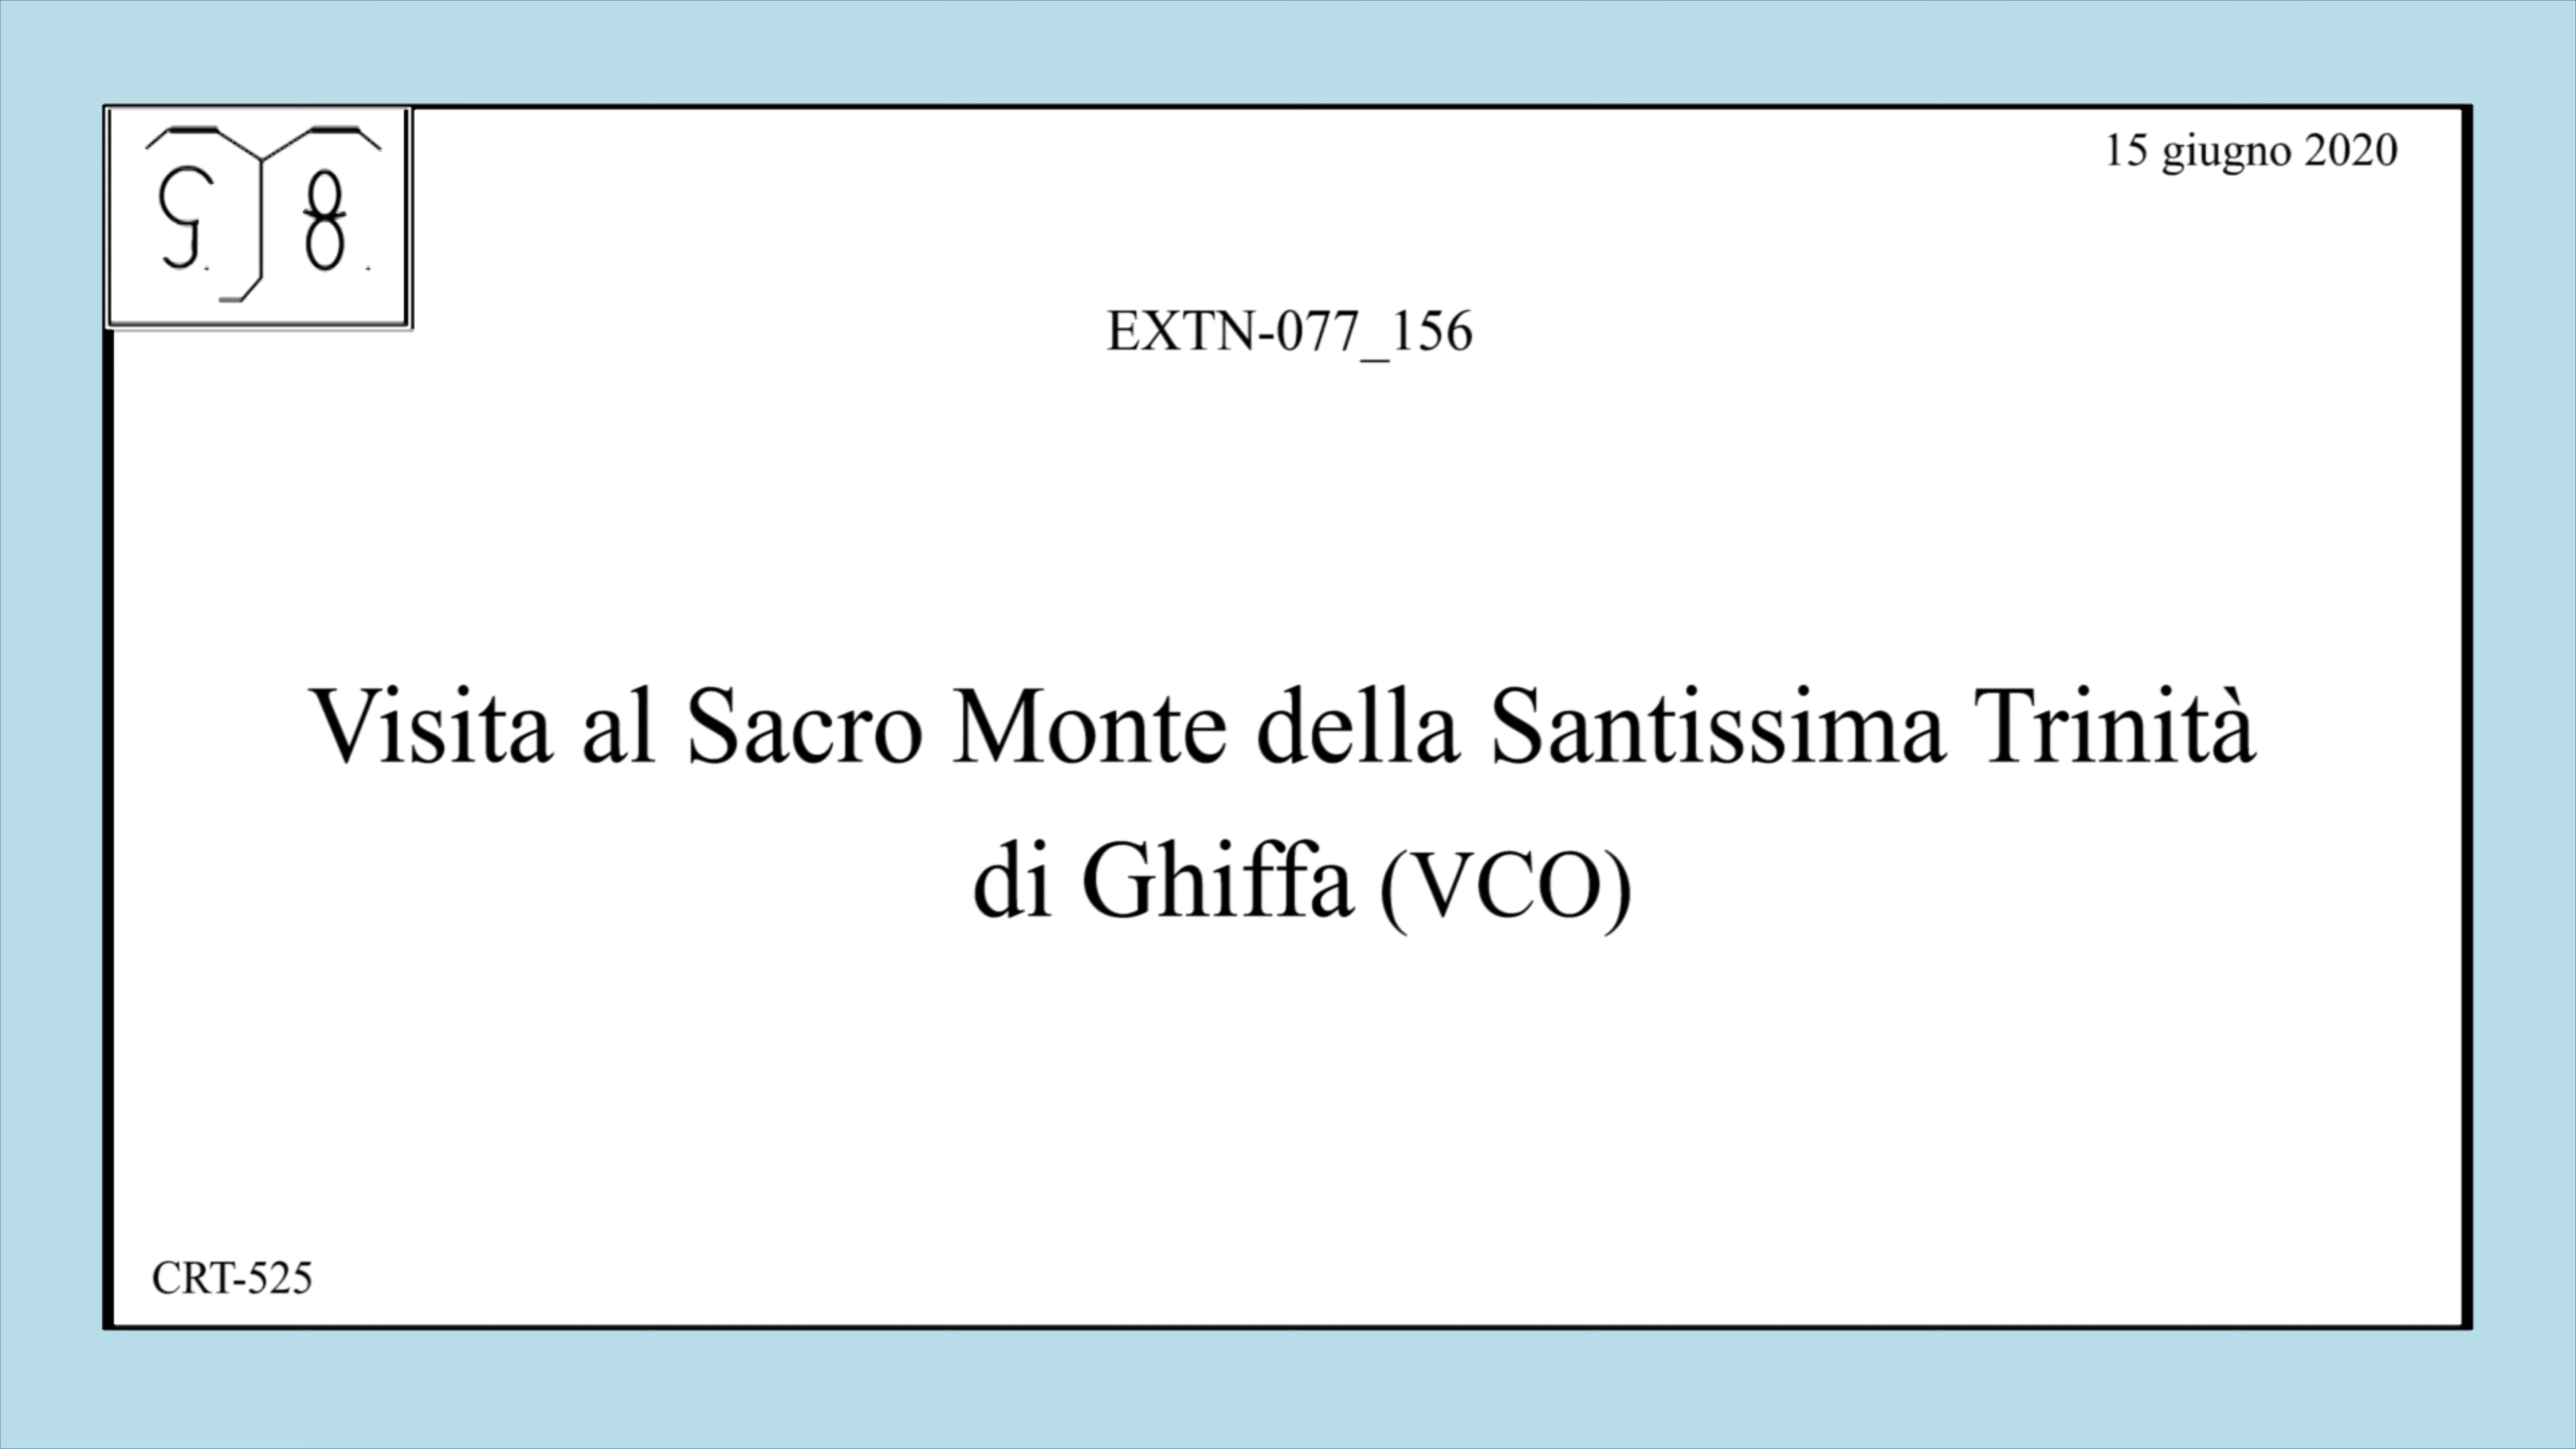 15 giugno 2020
EXTN-077_156
Visita al Sacro Monte della Santissima Trinità
di Ghiffa (VCO)
CRT-525